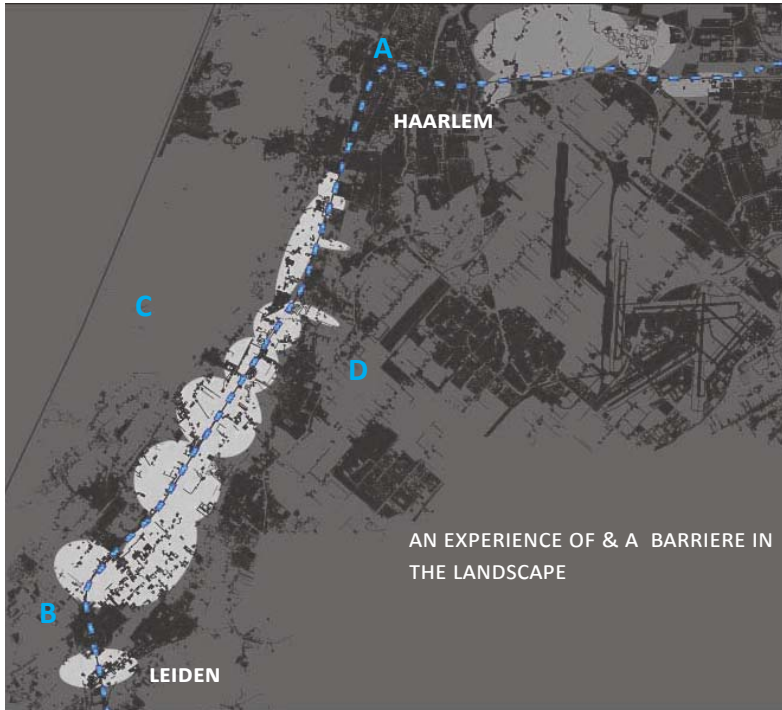 A
HAARLEM
C
D
AN EXPERIENCE OF & A BARRIERE IN
THE LANDSCAPE
B
LEIDEN